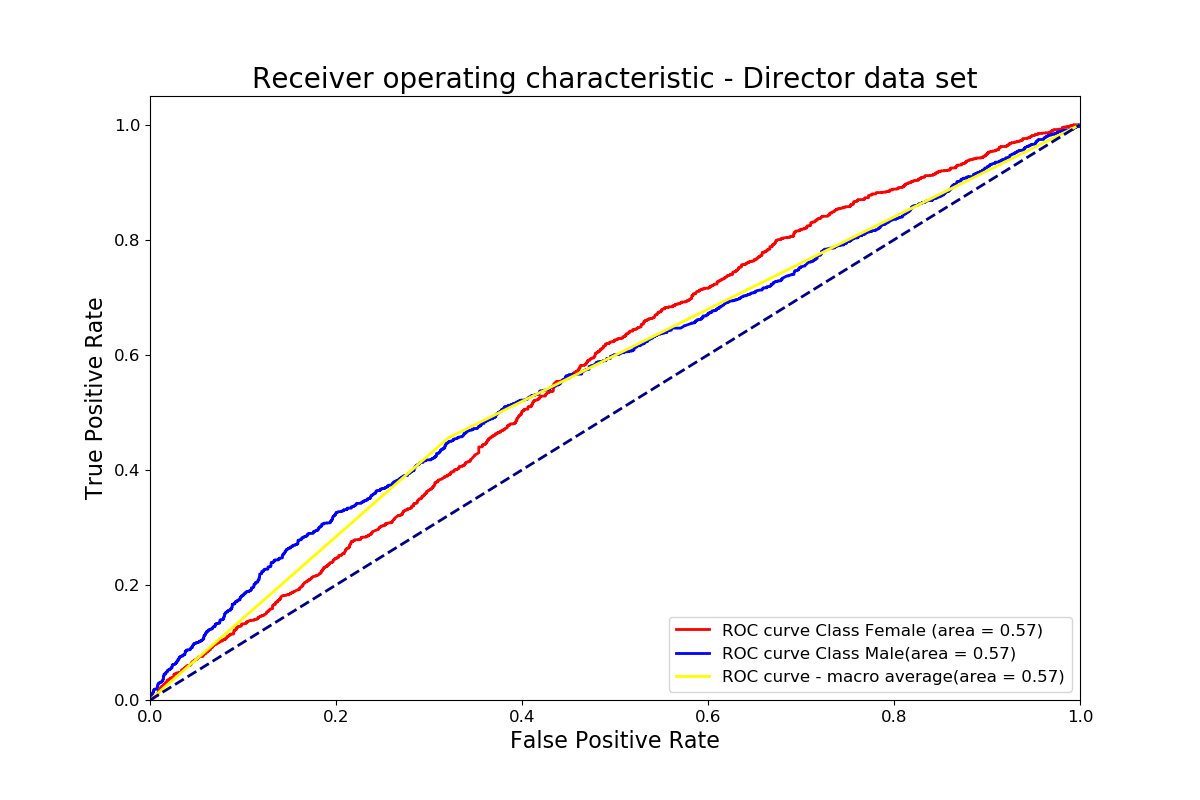 Receiver operating characteristic - Director data set
True Positive Rate
1.0
0.8
0.6
0.4
0.2
0.0
0.0 0.2 0.4 0.6 0.8 1.0
False Positive Rate
ROC curve Class Female (area = 0.57)
ROC curve Class Male(area = 0.57)
ROC curve - macro average(area = 0.57)